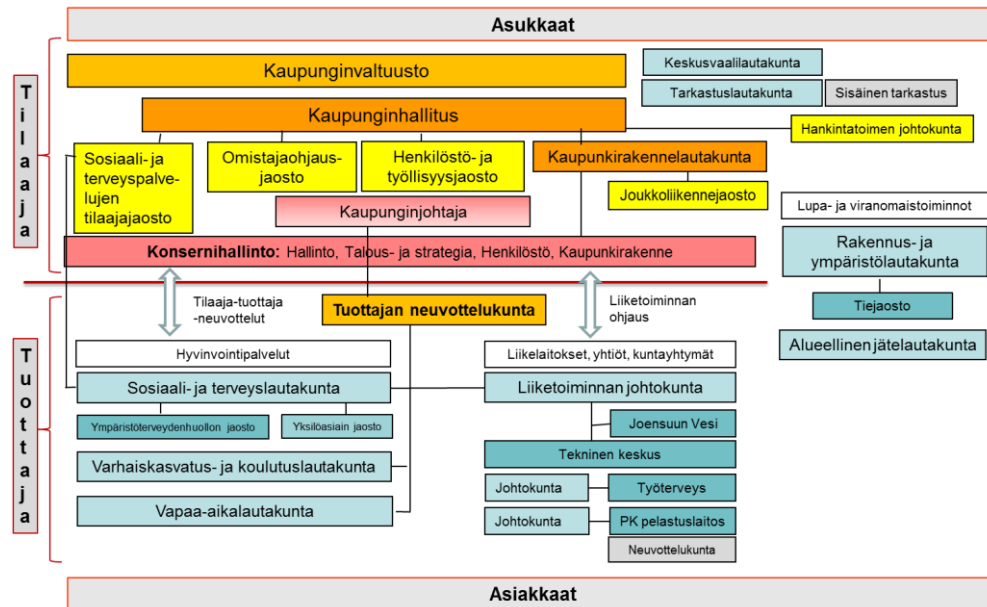 Asukkaat
Tilaaja
Kaupunginvaltuusto
Keskusvaalilautakunta
Tarkastuslautakunta
Sisäinen tarkastus
Kaupunginhallitus
Hankintatoimen johtokunta
Sosiaali- ja
terveyspalve-
lujen
tilaajajaosto
Omistajaohjaus-
jaosto
Henkilöstö- ja
työllisyysjaosto
Kaupunkirakennelautakunta
Joukkoliikennejaosto
Kaupunginjohtaja
Lupa- ja viranomaistoiminnot
Konsernihallinto: Hallinto, Talous- ja strategia, Henkilöstö, Kaupunkirakenne
Rakennus- ja
ympäristölautakunta
Tiejaosto
Alueellinen jätelautakunta
Tuottaja
Tilaaja-tuottaja
-neuvottelut
Tuottajan neuvottelukunta
Liiketoiminnan
ohjaus
Hyvinvointipalvelut
Sosiaali- ja terveyslautakunta
Ympäristöterveydenhuollon jaosto
Yksilöasiain jaosto
Varhaiskasvatus- ja koulutuslautakunta
Vapaa-aikalautakunta
Liikelaitokset, yhtiöt, kuntayhtymät
Liiketoiminnan johtokunta
Joensuun Vesi
Tekninen keskus
Johtokunta
Työterveys
Johtokunta
PK pelastuslaitos
Neuvottelukunta
Asiakkaat